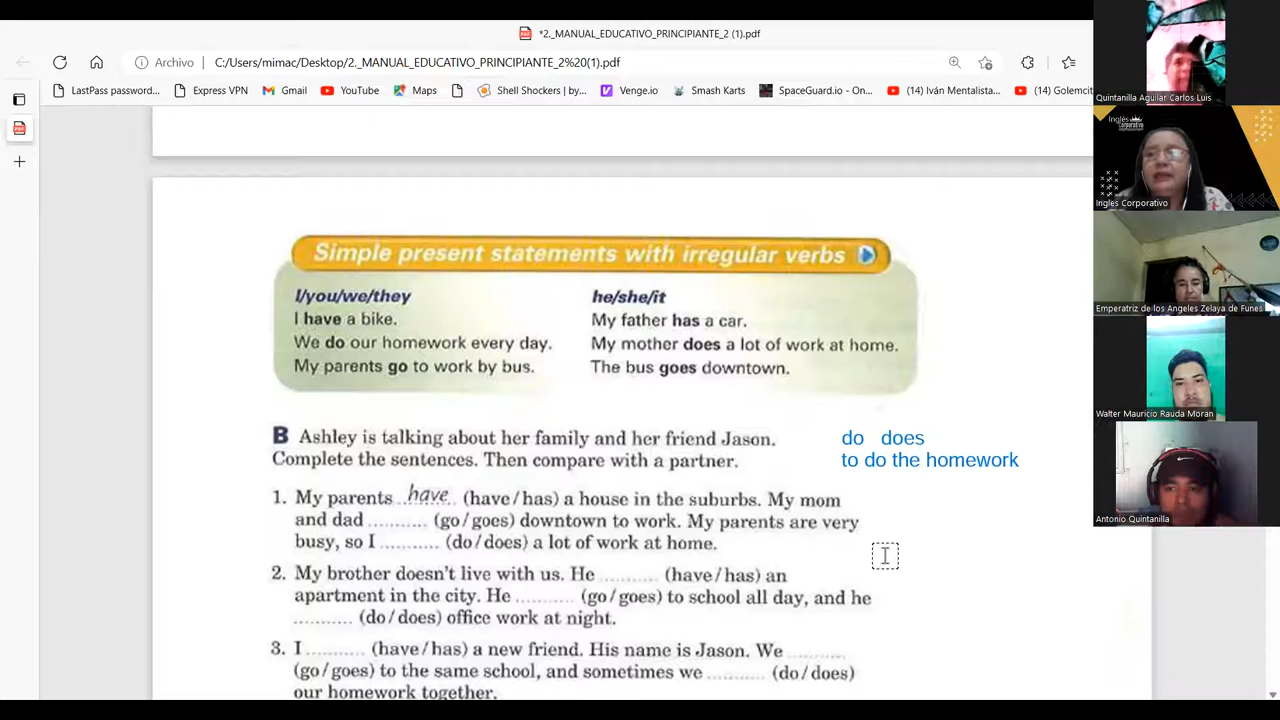 *2._MANUAL_EDUCATIVO_PRINCIPIANTE_2 (1).pdf
Archivo | C:/Users/mimac/Desktop/2._MANUAL_EDUCATIVO_PRINCIPIANTE_2%20(1).pdf
LastPass password... Express VPN Gmail YouTube Maps Shell Shockers | by... Venge.io Smash Karts SpaceGuard.io - On... (14) Iván Mentalista... (14) Golemcit
Quintanilla Aguilar Carlos Luis
Inglés
Corporativo
Ingles Corporativo
Emperatriz de los Angeles Zelaya de Funes
Walter Mauricio Rauda Moran
Antonio Quintanilla
Simple present statements with irregular verbs
I/you/we/they he/she/it
I have a bike. My father has a car.
We do our homework every day. My mother does a lot of work at home.
My parents go to work by bus. The bus goes downtown.
B Ashley is talking about her family and her friend Jason.
Complete the sentences. Then compare with a partner.
do does
to do the homework
1. My parents ..have.. (have / has) a house in the suburbs. My mom
and dad .......... (go / goes) downtown to work. My parents are very
busy, so I .......... (do / does) a lot of work at home.
2. My brother doesn't live with us. He .......... (have / has) an
apartment in the city. He .......... (go / goes) to school all day, and he
.......... (do / does) office work at night.
3. I .......... (have / has) a new friend. His name is Jason. We ..........
(go / goes) to the same school, and sometimes we .......... (do / does)
our homework together.